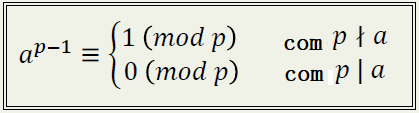 a^{p−1} ≡ { 1 (mod p) com p ∤ a
0 (mod p) com p | a